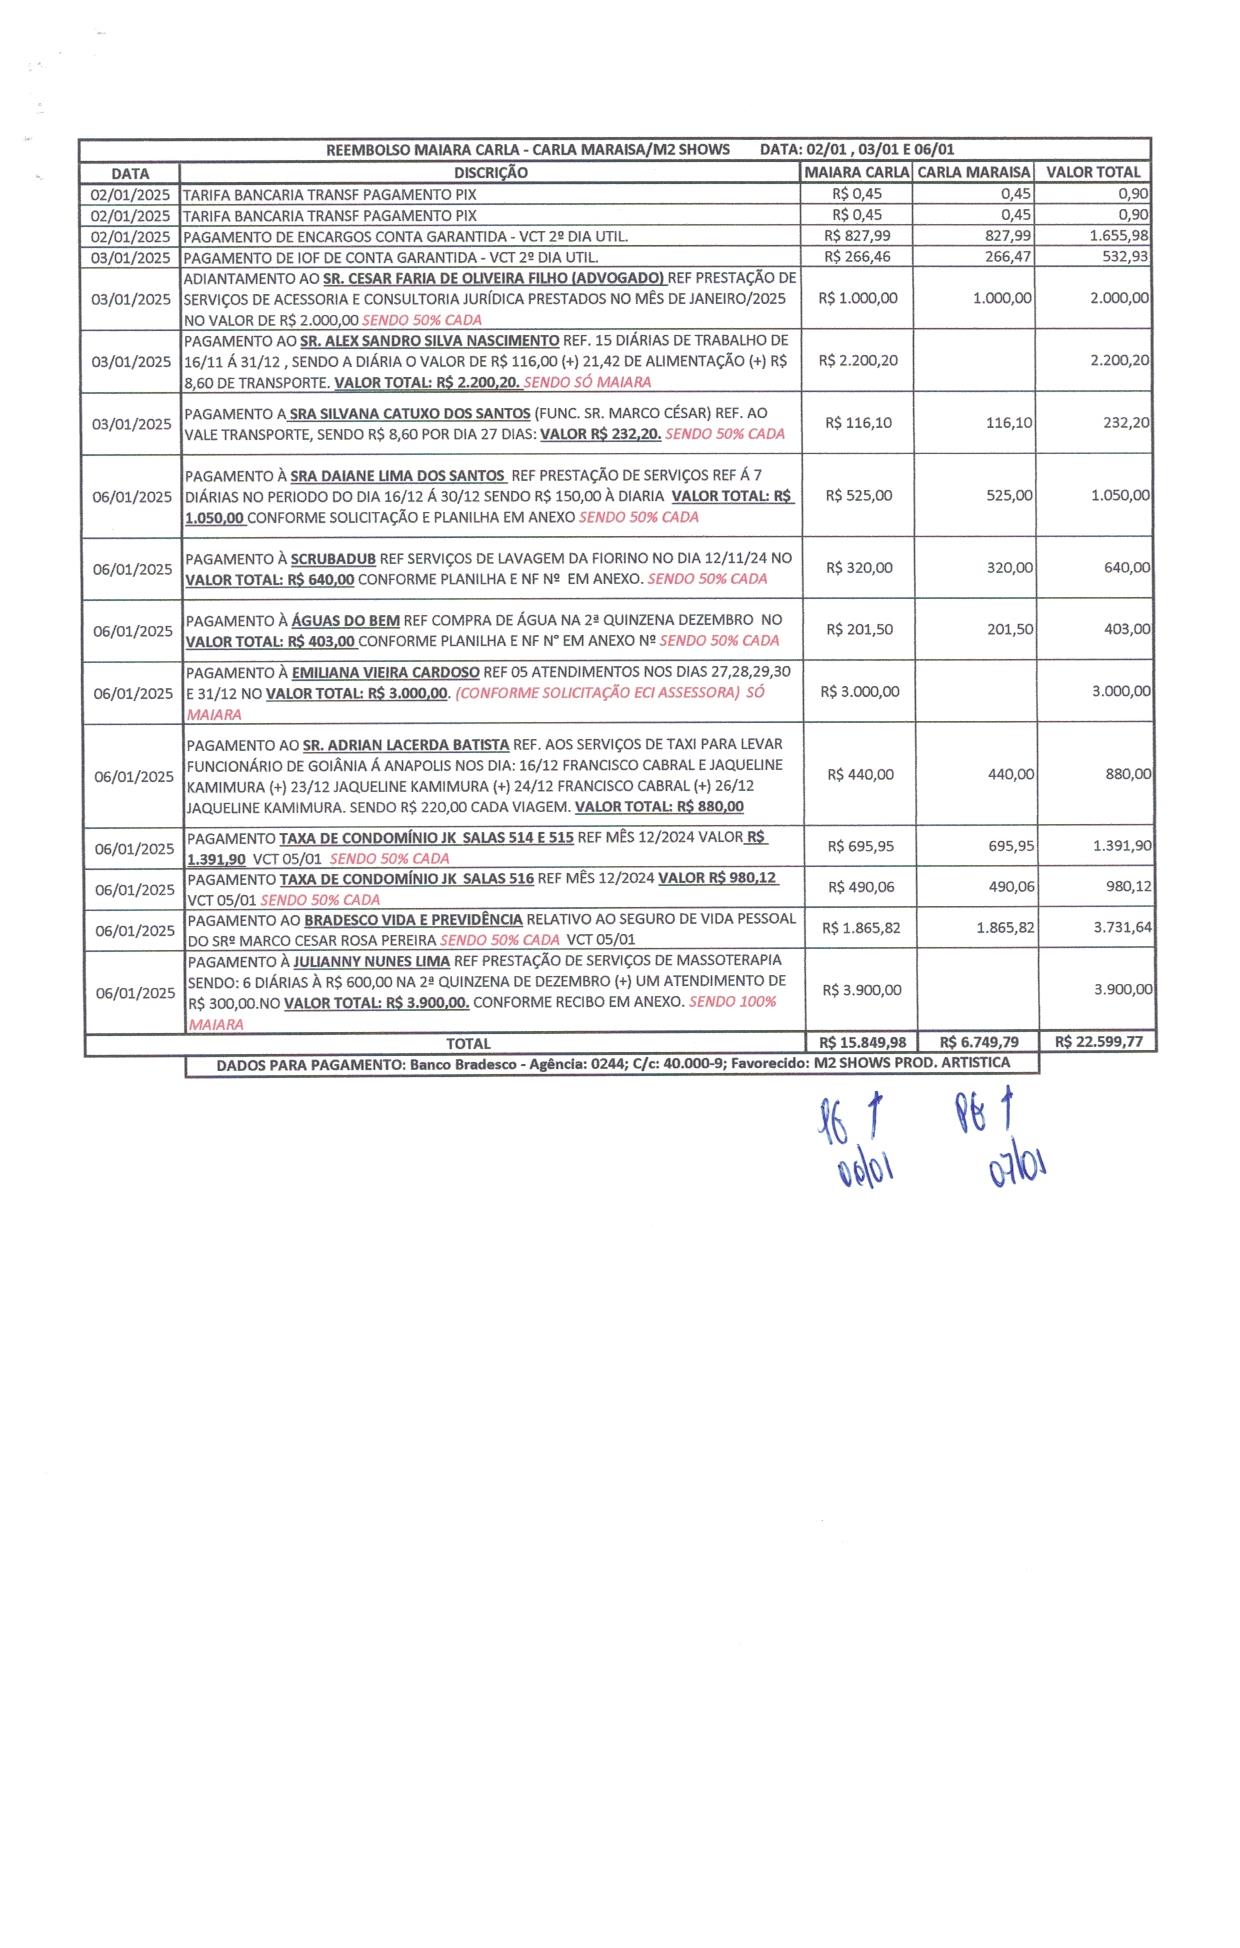 REEMBOLSO MAIARA CARLA - CARLA MARAISA/M2 SHOWS DATA: 02/01 , 03/01 E 06/01
DATA DISCRIÇÃO MAIARA CARLA CARLA MARAISA VALOR TOTAL
02/01/2025 TARIFA BANCARIA TRANSF PAGAMENTO PIX R$ 0,45 0,45 0,90
02/01/2025 TARIFA BANCARIA TRANSF PAGAMENTO PIX R$ 0,45 0,45 0,90
02/01/2025 PAGAMENTO DE ENCARGOS CONTA GARANTIDA - VCT 2º DIA UTIL. R$ 827,99 827,99 1.655,98
03/01/2025 PAGAMENTO DE IOF DE CONTA GARANTIDA - VCT 2º DIA UTIL. R$ 266,46 266,47 532,93
ADIANTAMENTO AO SR. CESAR FARIA DE OLIVEIRA FILHO (ADVOGADO) REF PRESTAÇÃO DE
03/01/2025 SERVIÇOS DE ACESSORIA E CONSULTORIA JURÍDICA PRESTADOS NO MÊS DE JANEIRO/2025 R$ 1.000,00 1.000,00 2.000,00
NO VALOR DE R$ 2.000,00 SENDO 50% CADA
PAGAMENTO AO SR. ALEX SANDRO SILVA NASCIMENTO REF. 15 DIÁRIAS DE TRABALHO DE
03/01/2025 16/11 Á 31/12 , SENDO A DIÁRIA O VALOR DE R$ 116,00 (+) 21,42 DE ALIMENTAÇÃO (+) R$ R$ 2.200,20 2.200,20
8,60 DE TRANSPORTE. VALOR TOTAL: R$ 2.200,20. SENDO SÓ MAIARA
PAGAMENTO A SRA SILVANA CATUXO DOS SANTOS (FUNC. SR. MARCO CÉSAR) REF. AO
03/01/2025 VALE TRANSPORTE, SENDO R$ 8,60 POR DIA 27 DIAS: VALOR R$ 232,20. SENDO 50% CADA R$ 116,10 116,10 232,20
PAGAMENTO À SRA DAIANE LIMA DOS SANTOS REF PRESTAÇÃO DE SERVIÇOS REF Á 7
06/01/2025 DIÁRIAS NO PERIODO DO DIA 16/12 Á 30/12 SENDO R$ 150,00 À DIARIA VALOR TOTAL: R$ R$ 525,00 525,00 1.050,00
1.050,00 CONFORME SOLICITAÇÃO E PLANILHA EM ANEXO SENDO 50% CADA
PAGAMENTO À SCRUBADUB REF SERVIÇOS DE LAVAGEM DA FIORINO NO DIA 12/11/24 NO
06/01/2025 VALOR TOTAL: R$ 640,00 CONFORME PLANILHA E NF Nº EM ANEXO. SENDO 50% CADA R$ 320,00 320,00 640,00
PAGAMENTO À ÁGUAS DO BEM REF COMPRA DE ÁGUA NA 2ª QUINZENA DEZEMBRO NO
06/01/2025 VALOR TOTAL: R$ 403,00 CONFORME PLANILHA E NF N° EM ANEXO Nº SENDO 50% CADA R$ 201,50 201,50 403,00
PAGAMENTO À EMILIANA VIEIRA CARDOSO REF 05 ATENDIMENTOS NOS DIAS 27,28,29,30
06/01/2025 E 31/12 NO VALOR TOTAL: R$ 3.000,00. (CONFORME SOLICITAÇÃO ECI ASSESSORA) SÓ R$ 3.000,00 3.000,00
MAIARA
PAGAMENTO AO SR. ADRIAN LACERDA BATISTA REF. AOS SERVIÇOS DE TAXI PARA LEVAR
FUNCIONÁRIO DE GOIÂNIA Á ANAPOLIS NOS DIA: 16/12 FRANCISCO CABRAL E JAQUELINE
06/01/2025 KAMIMURA (+) 23/12 JAQUELINE KAMIMURA (+) 24/12 FRANCISCO CABRAL (+) 26/12 R$ 440,00 440,00 880,00
JAQUELINE KAMIMURA. SENDO R$ 220,00 CADA VIAGEM. VALOR TOTAL: R$ 880,00
PAGAMENTO TAXA DE CONDOMÍNIO JK SALAS 514 E 515 REF MÊS 12/2024 VALOR R$
06/01/2025 1.391,90 VCT 05/01 SENDO 50% CADA R$ 695,95 695,95 1.391,90
PAGAMENTO TAXA DE CONDOMÍNIO JK SALAS 516 REF MÊS 12/2024 VALOR R$ 980,12
06/01/2025 VCT 05/01 SENDO 50% CADA R$ 490,06 490,06 980,12
PAGAMENTO AO BRADESCO VIDA E PREVIDÊNCIA RELATIVO AO SEGURO DE VIDA PESSOAL
06/01/2025 DO SRº MARCO CESAR ROSA PEREIRA SENDO 50% CADA VCT 05/01 R$ 1.865,82 1.865,82 3.731,64
PAGAMENTO À JULIANNY NUNES LIMA REF PRESTAÇÃO DE SERVIÇOS DE MASSOTERAPIA
06/01/2025 SENDO: 6 DIÁRIAS À R$ 600,00 NA 2ª QUINZENA DE DEZEMBRO (+) UM ATENDIMENTO DE R$ 3.900,00 3.900,00
R$ 300,00.NO VALOR TOTAL: R$ 3.900,00. CONFORME RECIBO EM ANEXO. SENDO 100%
MAIARA
TOTAL R$ 15.849,98 R$ 6.749,79 R$ 22.599,77
DADOS PARA PAGAMENTO: Banco Bradesco - Agência: 0244; C/c: 40.000-9; Favorecido: M2 SHOWS PROD. ARTISTICA
PG ↑ PG ↑
06/01 07/01